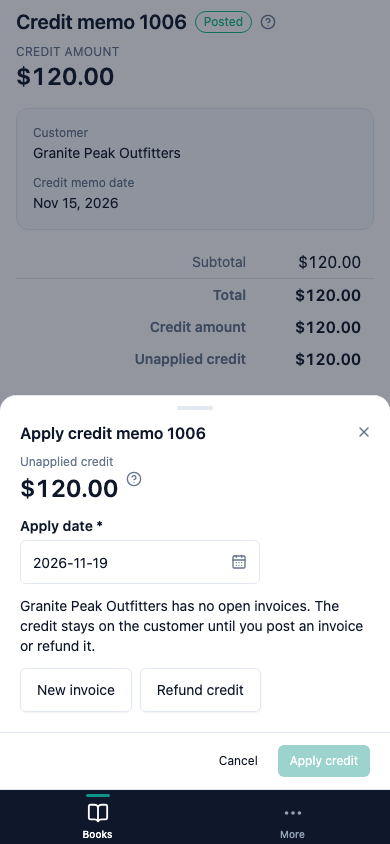 Credit memo 1006 Posted
CREDIT AMOUNT
$120.00
Customer
Granite Peak Outfitters
Credit memo date
Nov 15, 2026
Subtotal $120.00
Total $120.00
Credit amount $120.00
Unapplied credit $120.00
Apply credit memo 1006
Unapplied credit
$120.00
Apply date *
2026-11-19
Granite Peak Outfitters has no open invoices. The
credit stays on the customer until you post an invoice
or refund it.
New invoice Refund credit
Cancel Apply credit
Books More